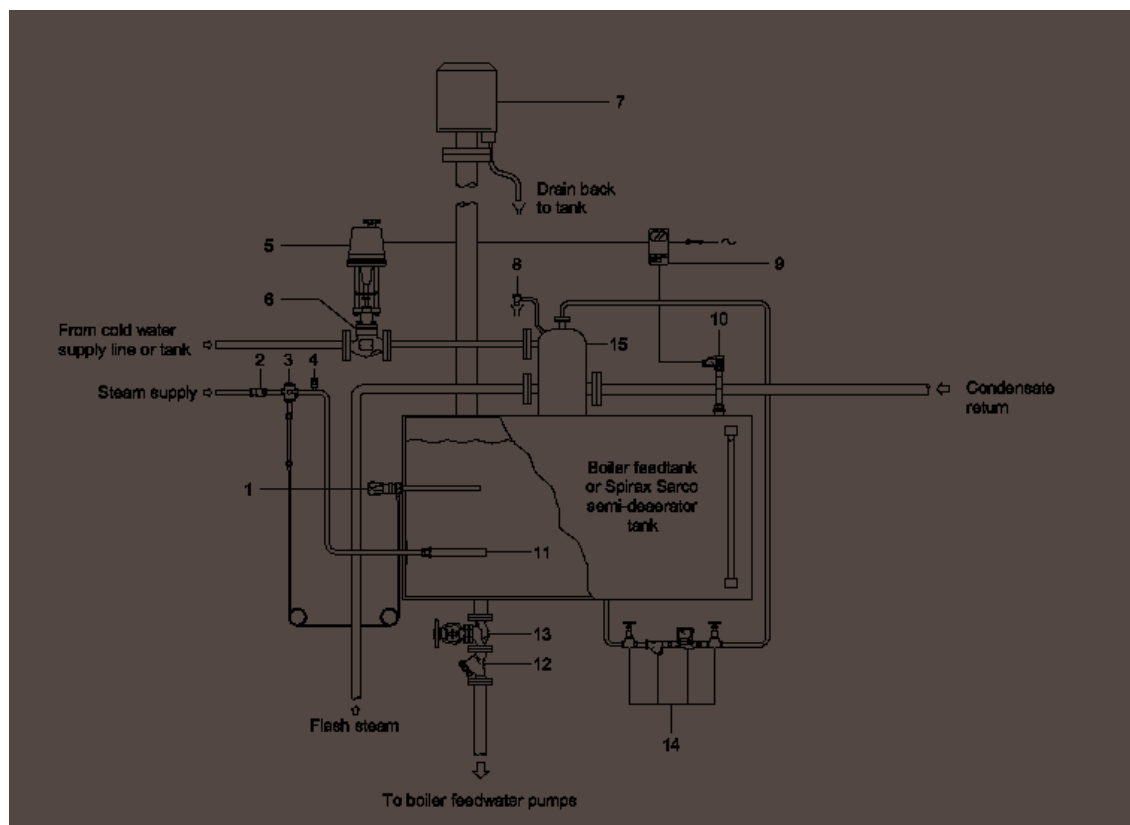 7
Drain back
to tank
5
8
9
6
10
From cold water
supply line or tank
15
2 3 4
Steam supply
Condensate
return
Boiler feedtank
or Spirax Sarco
semi-deaerator
tank
1
11
13
12
Flash steam
14
To boiler feedwater pumps